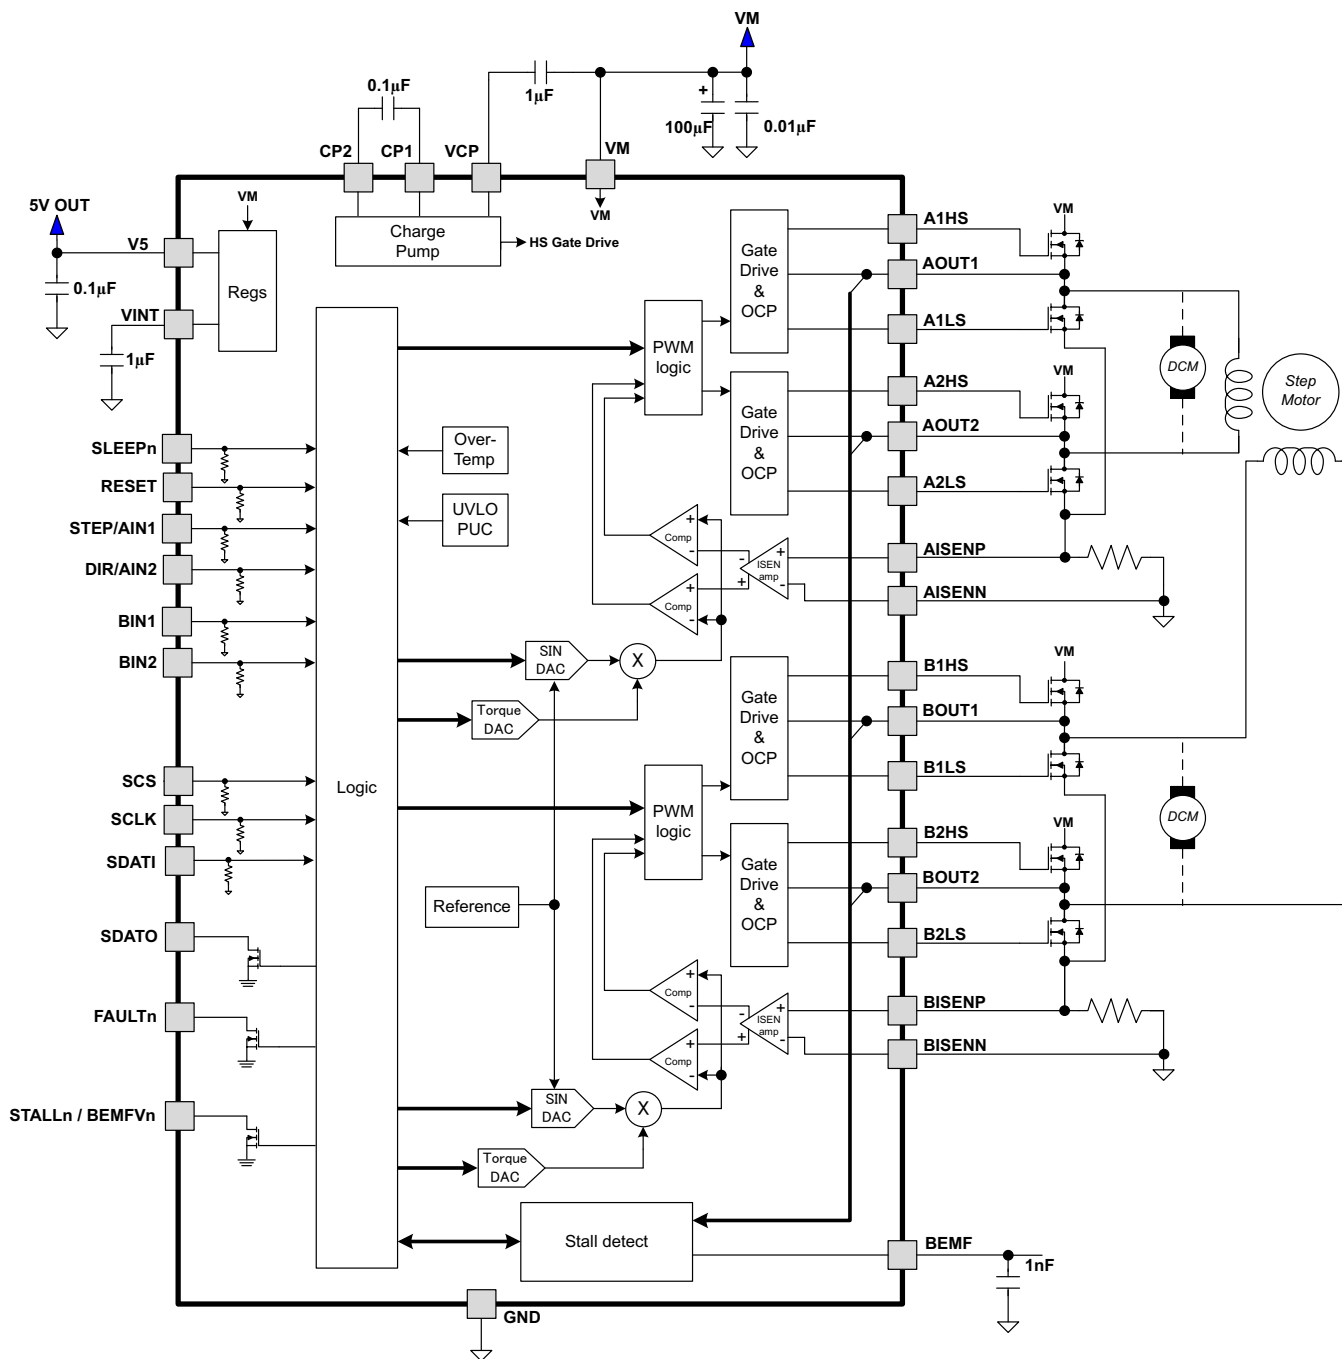 VM
0.1µF
1µF
+
100µF
0.01µF
CP2
CP1
VCP
VM
5V OUT
VM
VM
Charge
Pump
HS Gate Drive
V5
Regs
0.1µF
VINT
1µF
A1HS
VM
Gate
Drive
&
OCP
AOUT1
A1LS
PWM
logic
DCM
Step
Motor
A2HS
VM
Gate
Drive
&
OCP
AOUT2
A2LS
SLEEPn
RESET
STEP/AIN1
DIR/AIN2
BIN1
BIN2
Over-
Temp
UVLO
PUC
+
Comp
-
-
+
+
ISEN
amp
-
+
Comp
-
AISENP
AISENN
SIN
DAC
X
Torque
DAC
B1HS
VM
Gate
Drive
&
OCP
BOUT1
B1LS
SCS
SCLK
SDATI
Logic
PWM
logic
DCM
B2HS
VM
Gate
Drive
&
OCP
BOUT2
B2LS
Reference
SDATO
FAULTn
STALLn / BEMFVn
+
Comp
-
-
+
+
ISEN
amp
-
+
Comp
-
BISENP
BISENN
SIN
DAC
X
Torque
DAC
Stall detect
BEMF
1nF
GND